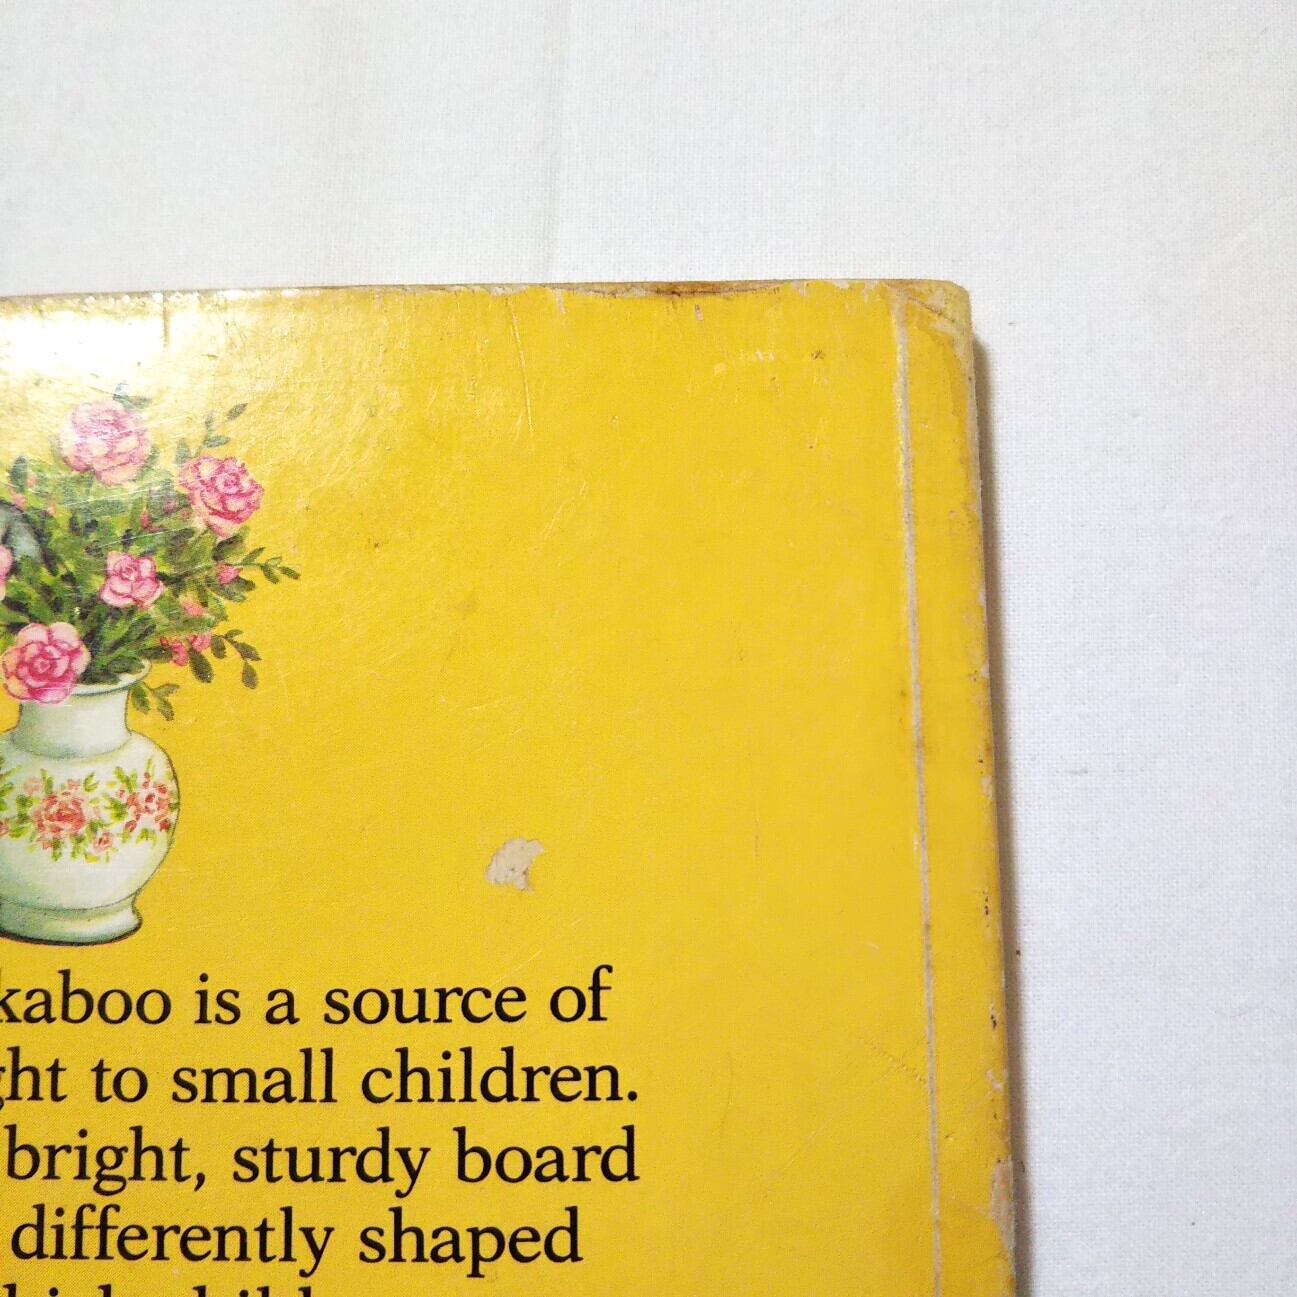 kaboo is a source of
ght to small children.
bright, sturdy board
differently shaped